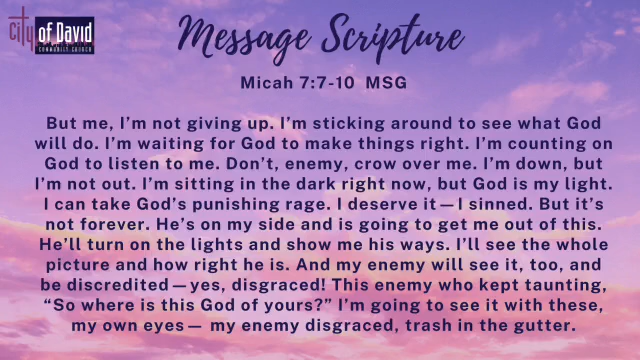 City of David
COMMUNITY CHURCH
Message Scripture
Micah 7:7-10 MSG
But me, I’m not giving up. I’m sticking around to see what God
will do. I’m waiting for God to make things right. I’m counting on
God to listen to me. Don’t, enemy, crow over me. I’m down, but
I’m not out. I’m sitting in the dark right now, but God is my light.
I can take God’s punishing rage. I deserve it—I sinned. But it’s
not forever. He’s on my side and is going to get me out of this.
He’ll turn on the lights and show me his ways. I’ll see the whole
picture and how right he is. And my enemy will see it, too, and
be discredited—yes, disgraced! This enemy who kept taunting,
“So where is this God of yours?” I’m going to see it with these,
my own eyes— my enemy disgraced, trash in the gutter.